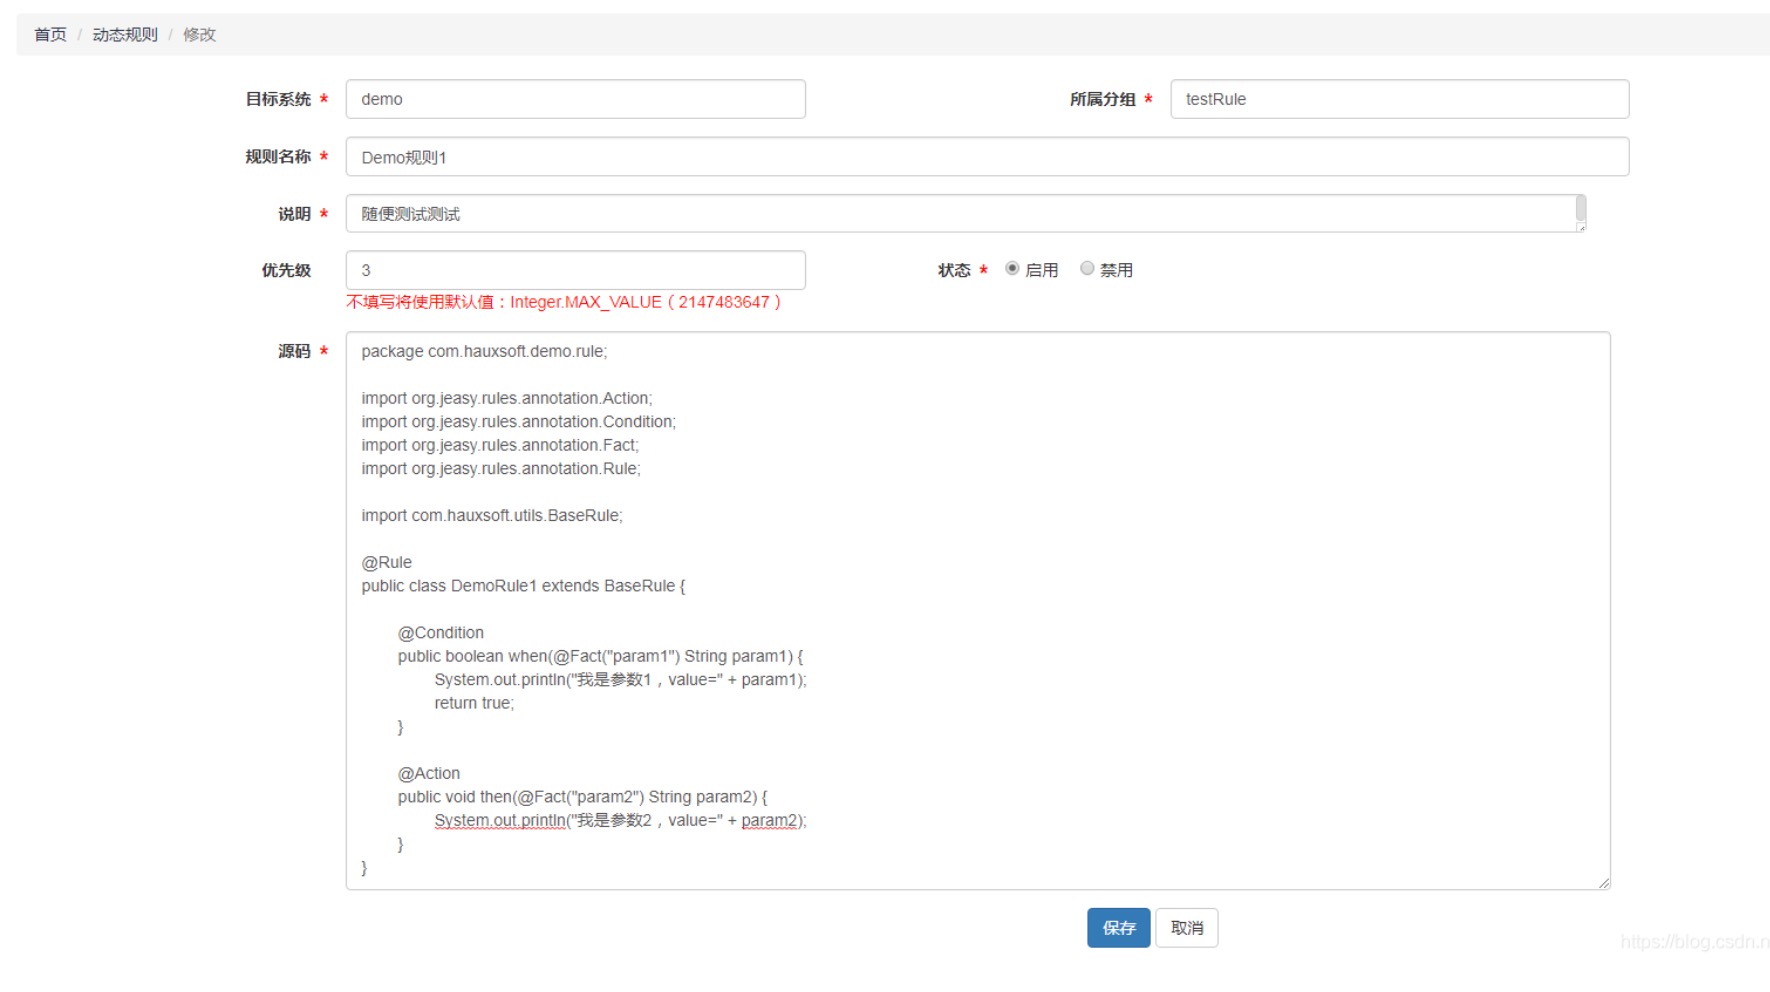 首页 / 动态规则 / 修改
目标系统 * demo 所属分组 * testRule
规则名称 * Demo规则1
说明 * 随便测试测试
优先级 3 状态 * 启用 禁用
不填写将使用默认值：Integer.MAX_VALUE（2147483647）
源码 * package com.hauxsoft.demo.rule;
import org.jeasy.rules.annotation.Action;
import org.jeasy.rules.annotation.Condition;
import org.jeasy.rules.annotation.Fact;
import org.jeasy.rules.annotation.Rule;
import com.hauxsoft.utils.BaseRule;
@Rule
public class DemoRule1 extends BaseRule {
@Condition
public boolean when(@Fact("param1") String param1) {
System.out.println("我是参数1，value=" + param1);
return true;
}
@Action
public void then(@Fact("param2") String param2) {
System.out.println("我是参数2，value=" + param2);
}
}
保存 取消
https://blog.csdn.n